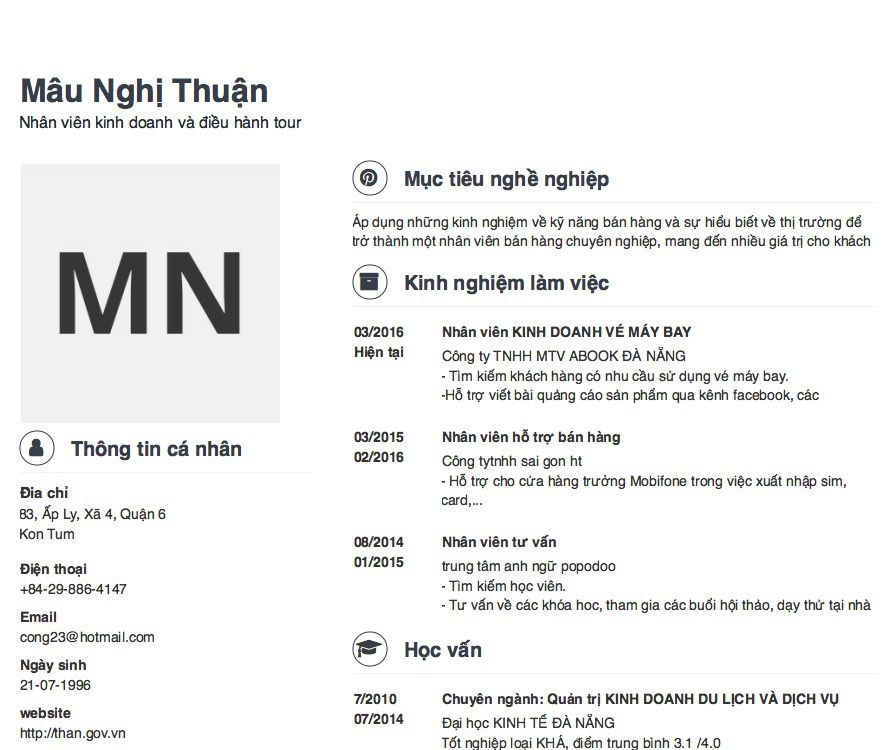 Mâu Nghị Thuận
Nhân viên kinh doanh và điều hành tour
MN
Thông tin cá nhân
Đia chỉ
83, Ấp Ly, Xã 4, Quận 6
Kon Tum
Điện thoại
+84-29-886-4147
Email
cong23@hotmail.com
Ngày sinh
21-07-1996
website
http://than.gov.vn
Mục tiêu nghề nghiệp
Áp dụng những kinh nghiệm về kỹ năng bán hàng và sự hiểu biết về thị trường để
trở thành một nhân viên bán hàng chuyên nghiệp, mang đến nhiều giá trị cho khách
Kinh nghiệm làm việc
03/2016
Hiện tại
Nhân viên KINH DOANH VÉ MÁY BAY
Công ty TNHH MTV ABOOK ĐÀ NẴNG
- Tìm kiếm khách hàng có nhu cầu sử dụng vé máy bay.
-Hỗ trợ viết bài quảng cáo sản phẩm qua kênh facebook, các
03/2015
02/2016
Nhân viên hỗ trợ bán hàng
Công tytnhh sai gon ht
- Hỗ trợ cho cửa hàng trưởng Mobifone trong việc xuất nhập sim,
card,...
08/2014
01/2015
Nhân viên tư vấn
trung tâm anh ngữ popodoo
- Tìm kiếm học viên.
- Tư vấn về các khóa học, tham gia các buổi hội thảo, dạy thử tại nhà
Học vấn
7/2010
07/2014
Chuyên ngành: Quản trị KINH DOANH DU LỊCH VÀ DỊCH VỤ
Đại học KINH TẾ ĐÀ NẴNG
Tốt nghiệp loại KHÁ, điểm trung bình 3.1 /4.0